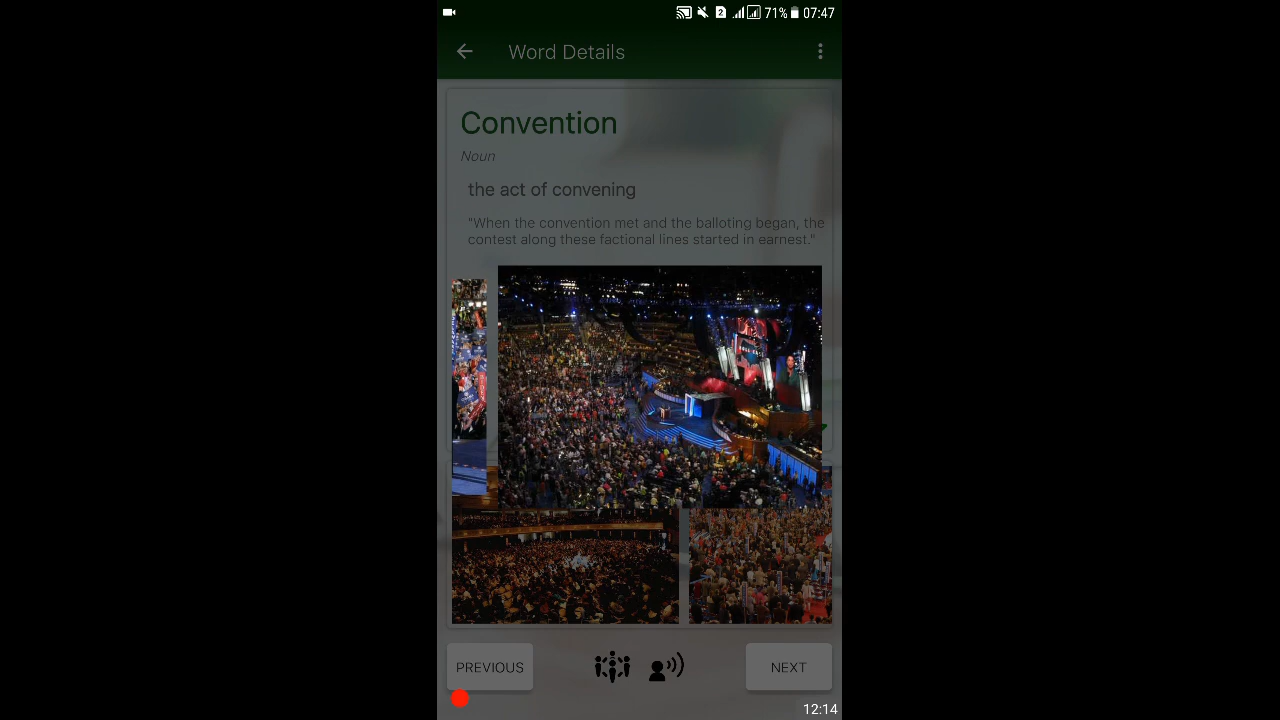 2 71% 07:47
Word Details
Convention
Noun
the act of convening
"When the convention met and the balloting began, the
contest along these factional lines started in earnest."
PREVIOUS
NEXT
12:14